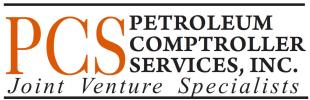 PCS PETROLEUM
COMPTROLLER
SERVICES, INC.
Joint Venture Specialists